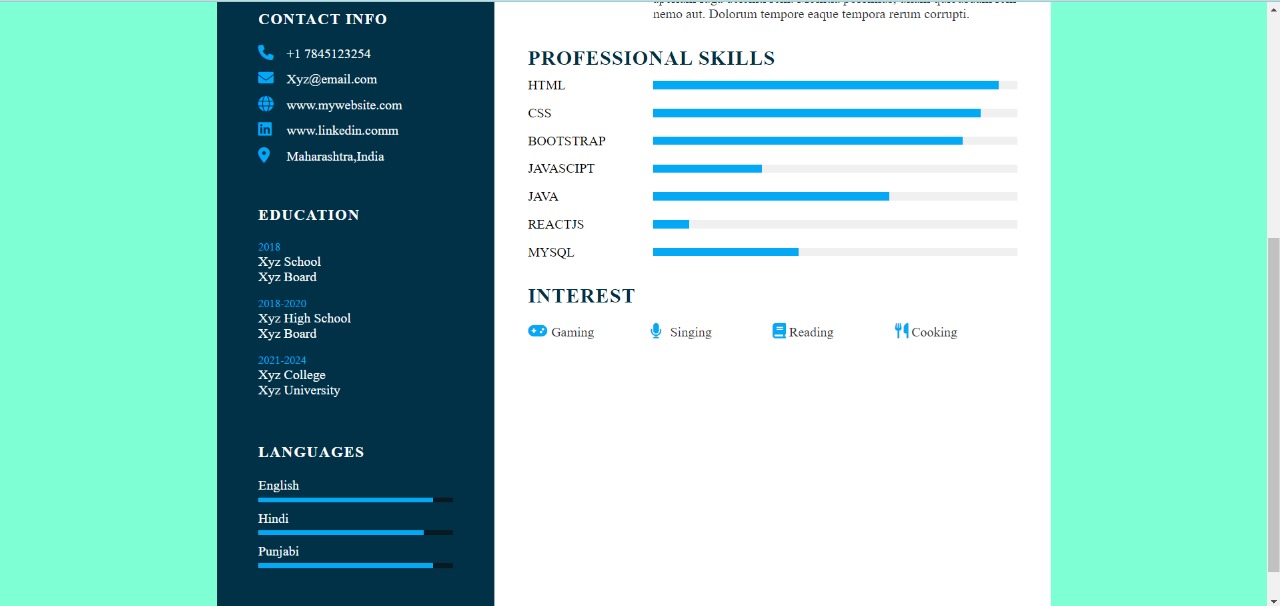 CONTACT INFO
+1 7845123254
Xyz@email.com
www.mywebsite.com
www.linkedin.comm
Maharashtra,India
EDUCATION
2018
Xyz School
Xyz Board
2018-2020
Xyz High School
Xyz Board
2021-2024
Xyz College
Xyz University
LANGUAGES
English
Hindi
Punjabi
nemo aut. Dolorum tempore eaque tempora rerum corrupti.
PROFESSIONAL SKILLS
HTML
CSS
BOOTSTRAP
JAVASCIPT
JAVA
REACTJS
MYSQL
INTEREST
Gaming
Singing
Reading
Cooking